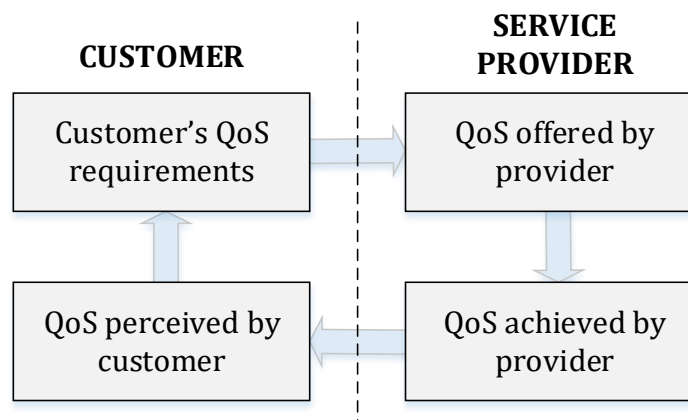 CUSTOMER
SERVICE
PROVIDER
Customer’s QoS
requirements
QoS offered by
provider
QoS perceived by
customer
QoS achieved by
provider